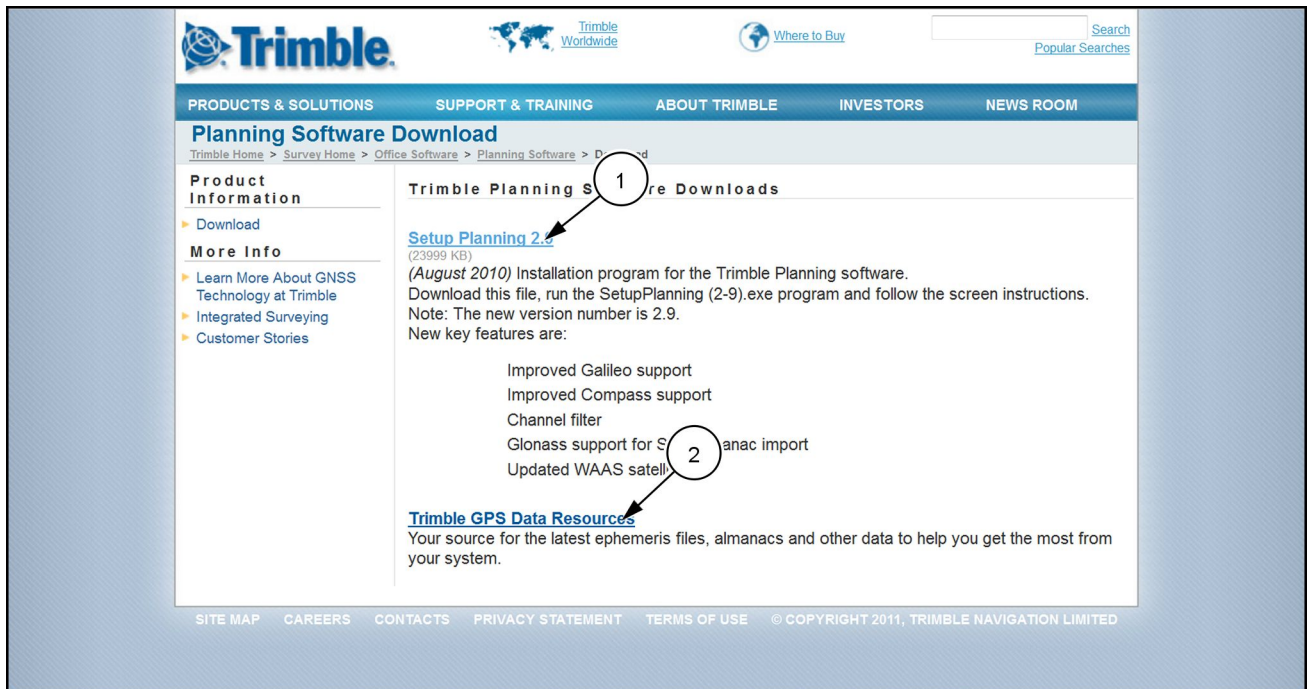 Trimble.
Trimble
Worldwide
Where to Buy
Search
Popular Searches
PRODUCTS & SOLUTIONS SUPPORT & TRAINING ABOUT TRIMBLE INVESTORS NEWS ROOM
Planning Software Download
Trimble Home > Survey Home > Office Software > Planning Software >
1
Product
Information
Download
More Info
Learn More About GNSS
Technology at Trimble
Integrated Surveying
Customer Stories
Trimble Planning Downloads
Setup Planning 2.9
(23999 KB)
(August 2010) Installation program for the Trimble Planning software.
Download this file, run the SetupPlanning (2-9).exe program and follow the screen instructions.
Note: The new version number is 2.9.
New key features are:
Improved Galileo support
Improved Compass support
Channel filter
Glonass support for import
Updated WAAS
2
Trimble GPS Data Resources
Your source for the latest ephemeris files, almanacs and other data to help you get the most from
your system.
SITE MAP CAREERS CONTACTS PRIVACY STATEMENT TERMS OF USE © COPYRIGHT 2011, TRIMBLE NAVIGATION LIMITED